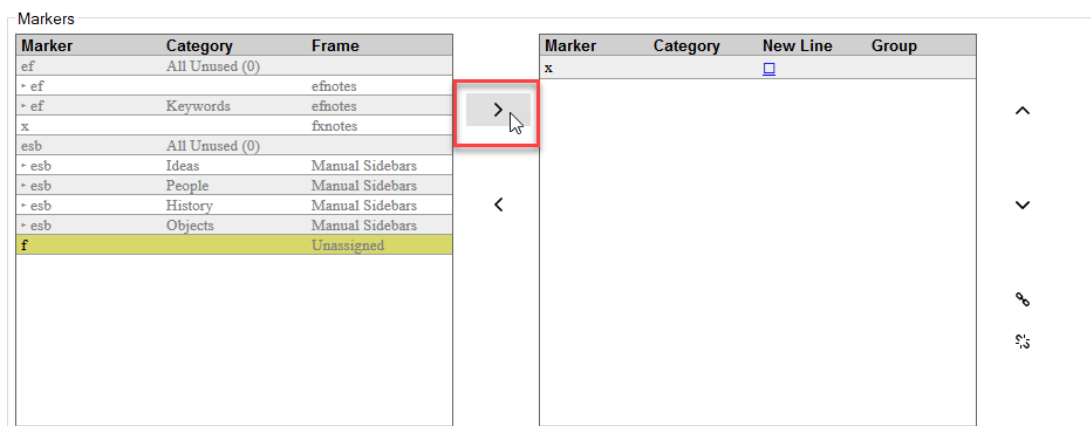 Markers
Marker Category Frame
ef All Unused (0)
ef efnotes
ef Keywords efnotes
x fxnotes
esb All Unused (0)
esb Ideas Manual Sidebars
esb People Manual Sidebars
esb History Manual Sidebars
esb Objects Manual Sidebars
f Unassigned
Marker Category New Line Group
x